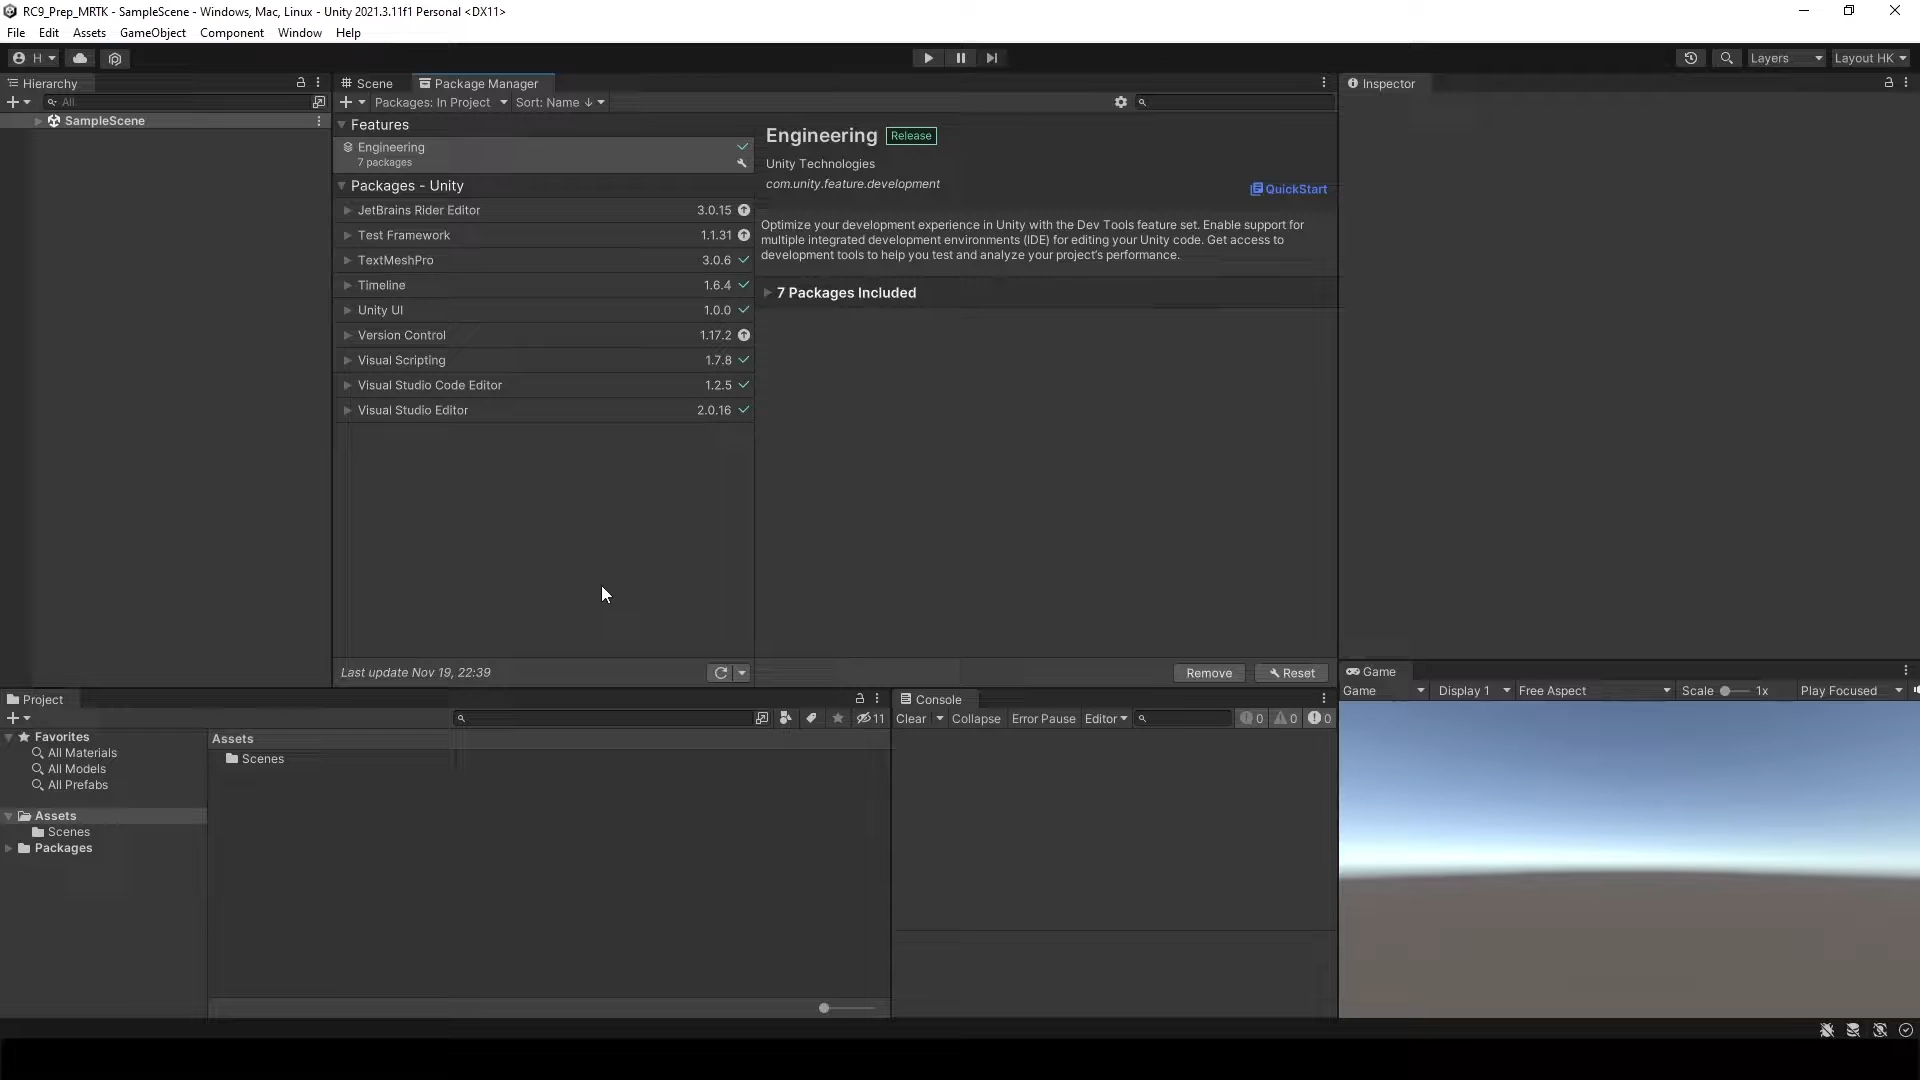 RC9_Prep_MRTK - SampleScene - Windows, Mac, Linux - Unity 2021.3.11f1 Personal <DX11>
File Edit Assets GameObject Component Window Help
H
Layers
Layout HK
Hierarchy
All
SampleScene
Scene
Package Manager
Packages: In Project
Sort: Name ↓
Features
Engineering
7 packages
Packages - Unity
JetBrains Rider Editor 3.0.15
Test Framework 1.1.31
TextMeshPro 3.0.6
Timeline 1.6.4
Unity UI 1.0.0
Version Control 1.17.2
Visual Scripting 1.7.8
Visual Studio Code Editor 1.2.5
Visual Studio Editor 2.0.16
Last update Nov 19, 22:39
Engineering Release
Unity Technologies
com.unity.feature.development
QuickStart
Optimize your development experience in Unity with the Dev Tools feature set. Enable support for
multiple integrated development environments (IDE) for editing your Unity code. Get access to
development tools to help you test and analyze your project's performance.
7 Packages Included
Remove Reset
Inspector
Game
Game Display 1 Free Aspect Scale 1x Play Focused
Project
11
Favorites
All Materials
All Models
All Prefabs
Assets
Scenes
Packages
Assets
Scenes
Console
Clear Collapse Error Pause Editor 0 0 0